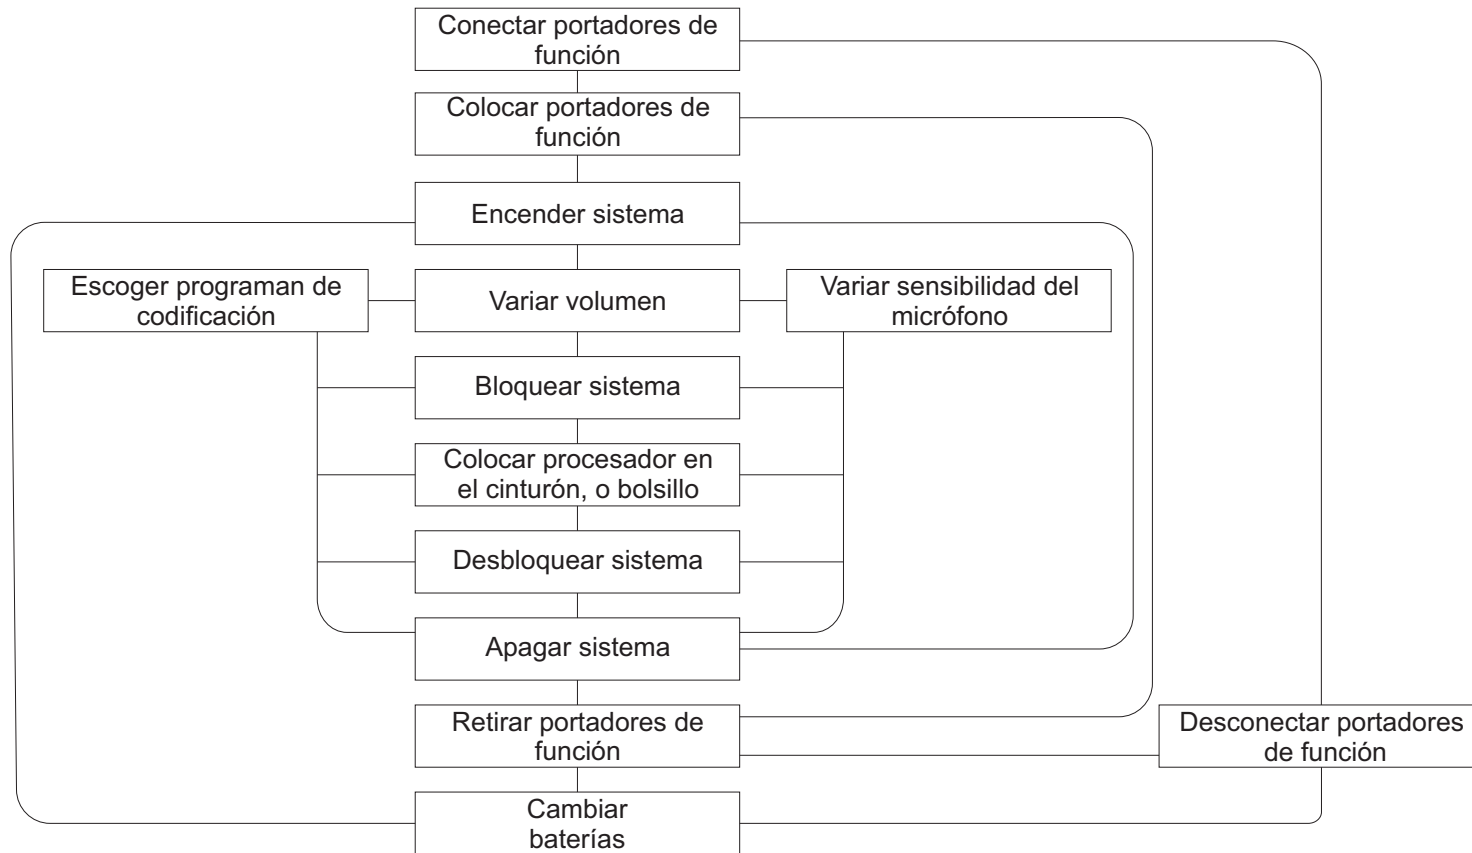 Conectar portadores de
función
Colocar portadores de
función
Encender sistema
Escoger programan de
codificación
Variar volumen
Variar sensibilidad del
micrófono
Bloquear sistema
Colocar procesador en
el cinturón, o bolsillo
Desbloquear sistema
Apagar sistema
Retirar portadores de
función
Desconectar portadores
de función
Cambiar
baterías